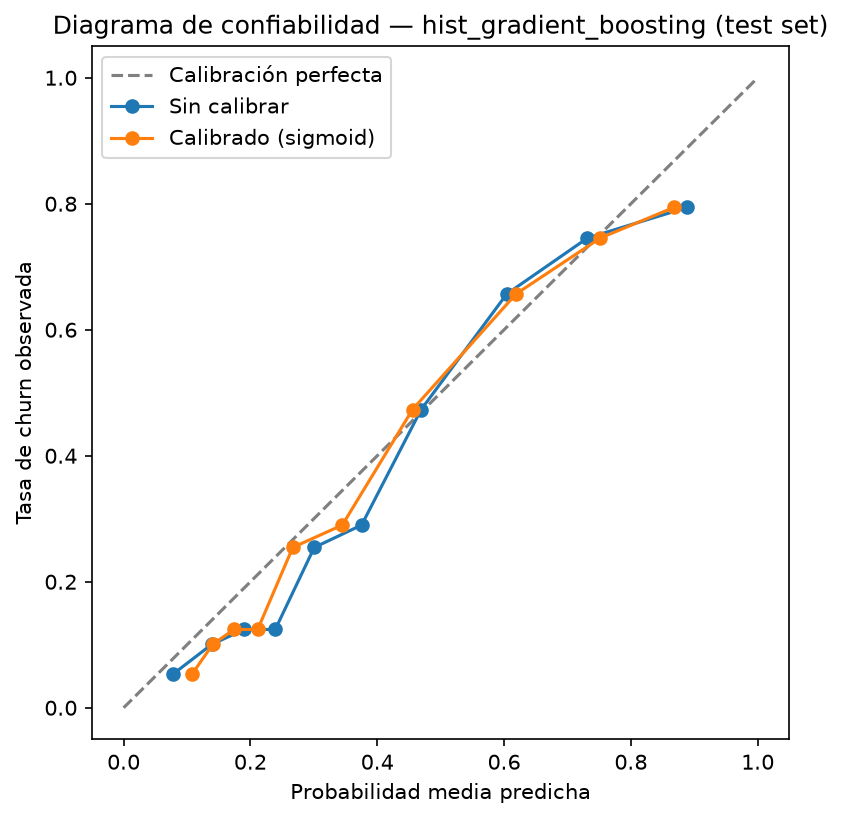 Diagrama de confiabilidad — hist_gradient_boosting (test set)
Calibración perfecta
Sin calibrar
Calibrado (sigmoid)
Tasa de churn observada
1.0
0.8
0.6
0.4
0.2
0.0
0.0 0.2 0.4 0.6 0.8 1.0
Probabilidad media predicha